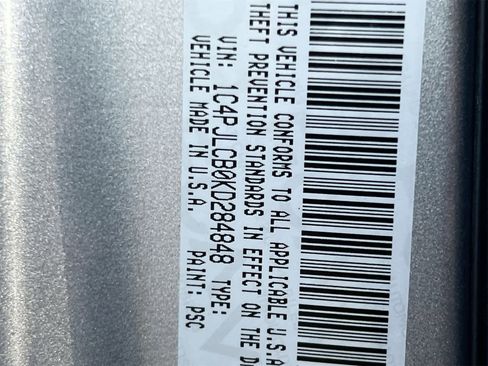 THIS VEHICLE CONFORMS TO ALL APPLICABLE U.S.A
THEFT PREVENTION STANDARDS IN EFFECT ON THE D
VIN: 1C4PJLCB0KD284848 TYPE:
VEHICLE MADE IN U.S.A. PAINT: PSC